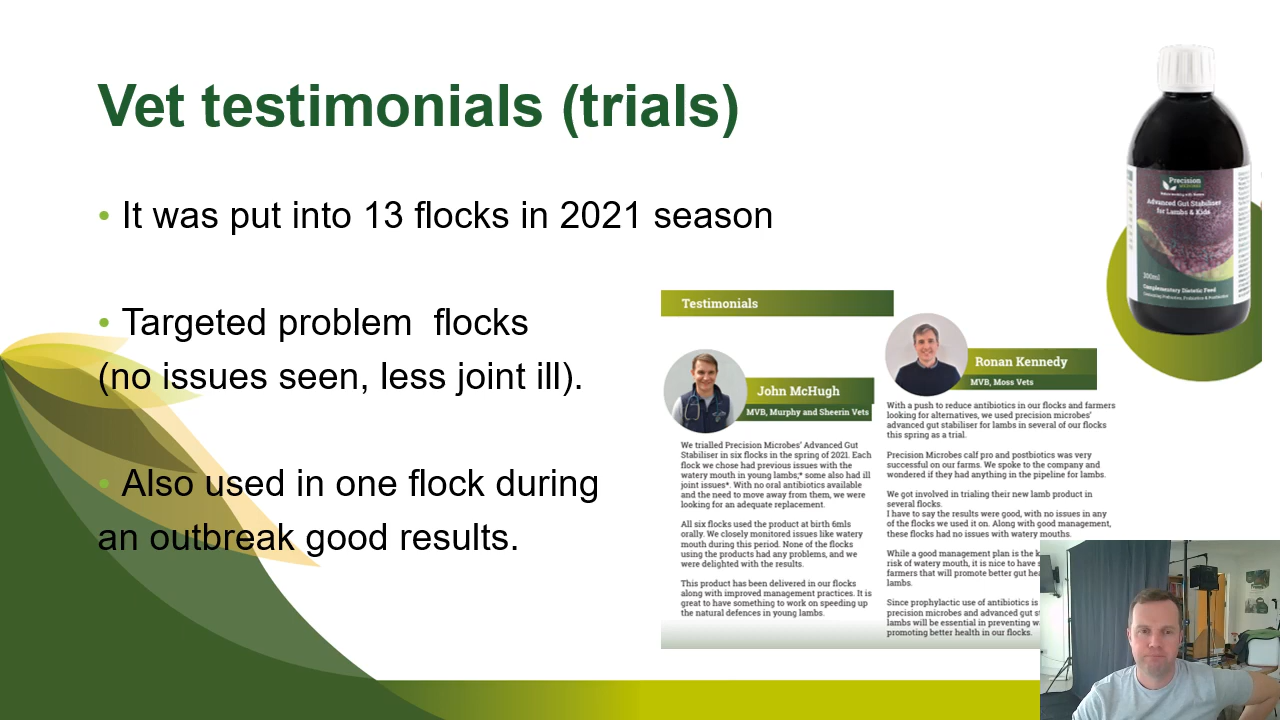 Vet testimonials (trials)
• It was put into 13 flocks in 2021 season
• Targeted problem flocks
(no issues seen, less joint ill).
• Also used in one flock during
an outbreak good results.
Testimonials
John McHugh
MVB, Murphy and Sheerin Vets
We trialled Precision Microbes' Advanced Gut
Stabiliser in six flocks in the spring of 2021. Each
flock we chose had previous issues with the
watery mouth in young lambs;* some also had ill
joint issues*. With no oral antibiotics available
and the need to move away from them, we were
looking for an adequate replacement.
All six flocks used the product at birth 6mls
orally. We closely monitored issues like watery
mouth during this period. None of the flocks
using the products had any problems, and we
were delighted with the results.
This product has been delivered in our flocks
along with improved management practices. It is
great to have something to work on speeding up
the natural defences in young lambs.
Ronan Kennedy
MVB, Moss Vets
With a push to reduce antibiotics in our flocks and farmers
looking for alternatives, we used precision microbes'
advanced gut stabiliser for lambs in several of our flocks
this spring as a trial.
Precision Microbes calf pro and postbiotics was very
successful on our farms. We spoke to the company and
wondered if they had anything in the pipeline for lambs.
We got involved in trialing their new lamb product in
several flocks.
I have to say the results were good, with no issues in any
of the flocks we used it on. Along with good management,
these flocks had no issues with watery mouths.
While a good management plan is the k
risk of watery mouth, it is nice to have s
farmers that will promote better gut hea
lambs.
Since prophylactic use of antibiotics is
precision microbes and advanced gut st
lambs will be essential in preventing w
promoting better health in our flocks.
Precision
MICROBES
Advanced Gut Stabiliser
for Lambs & Kids
Complementary Dietetic Feed